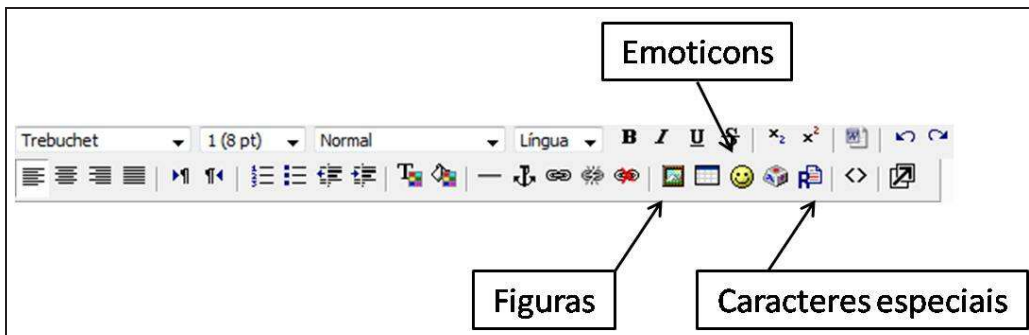 Emoticons
Trebuchet 1 (8 pt) Normal Língua B I U S x₂ x²
Figuras Caracteres especiais